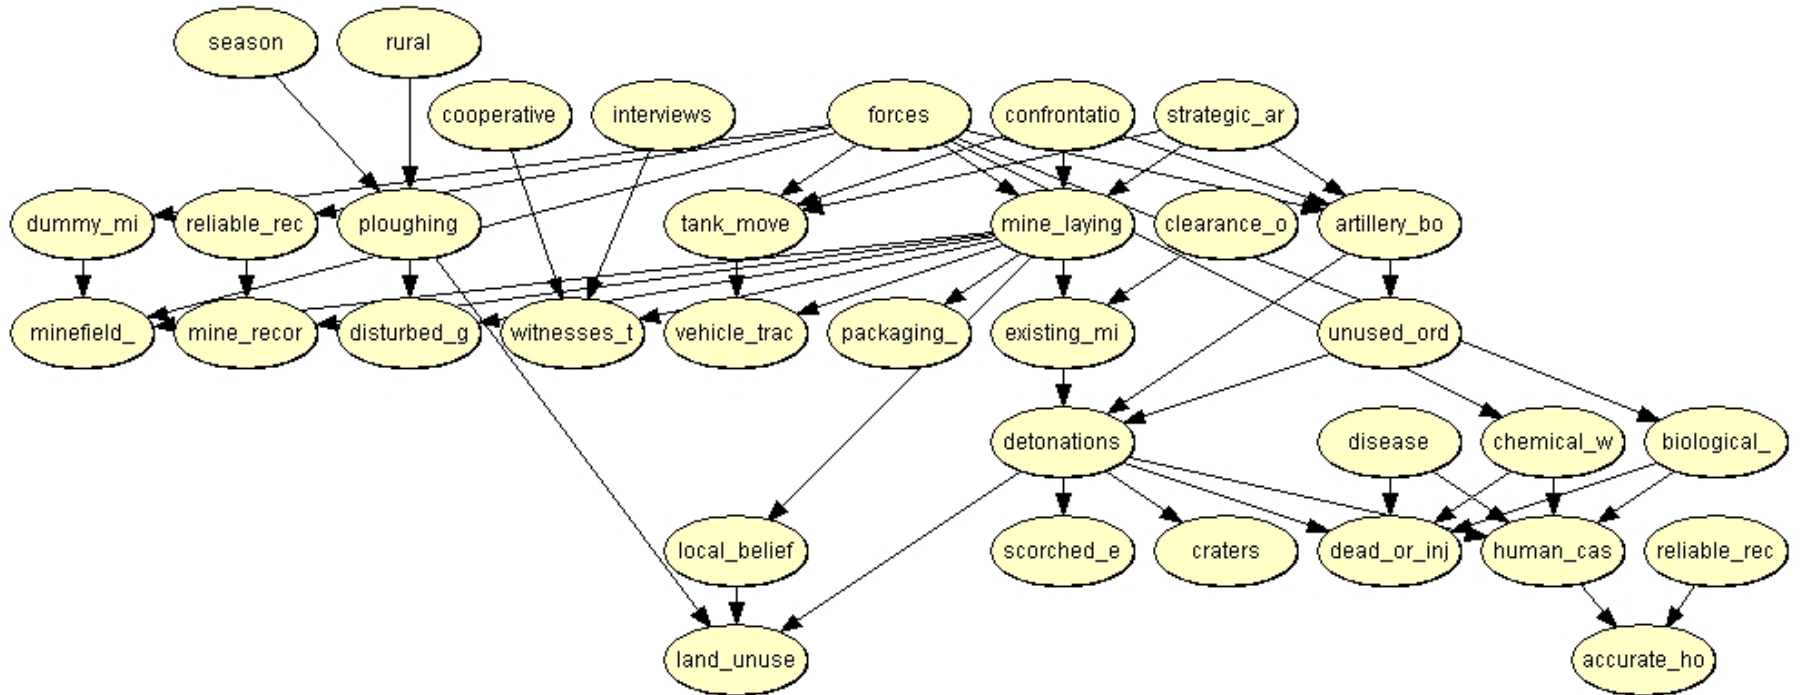 season
rural
cooperative
interviews
forces
confrontatio
strategic_ar
dummy_mi
reliable_rec
ploughing
tank_move
mine_laying
clearance_o
artillery_bo
minefield_
mine_recor
disturbed_g
witnesses_t
vehicle_trac
packaging_
existing_mi
unused_ord
detonations
disease
chemical_w
biological_
local_belief
scorched_e
craters
dead_or_inj
human_cas
reliable_rec
land_unuse
accurate_ho